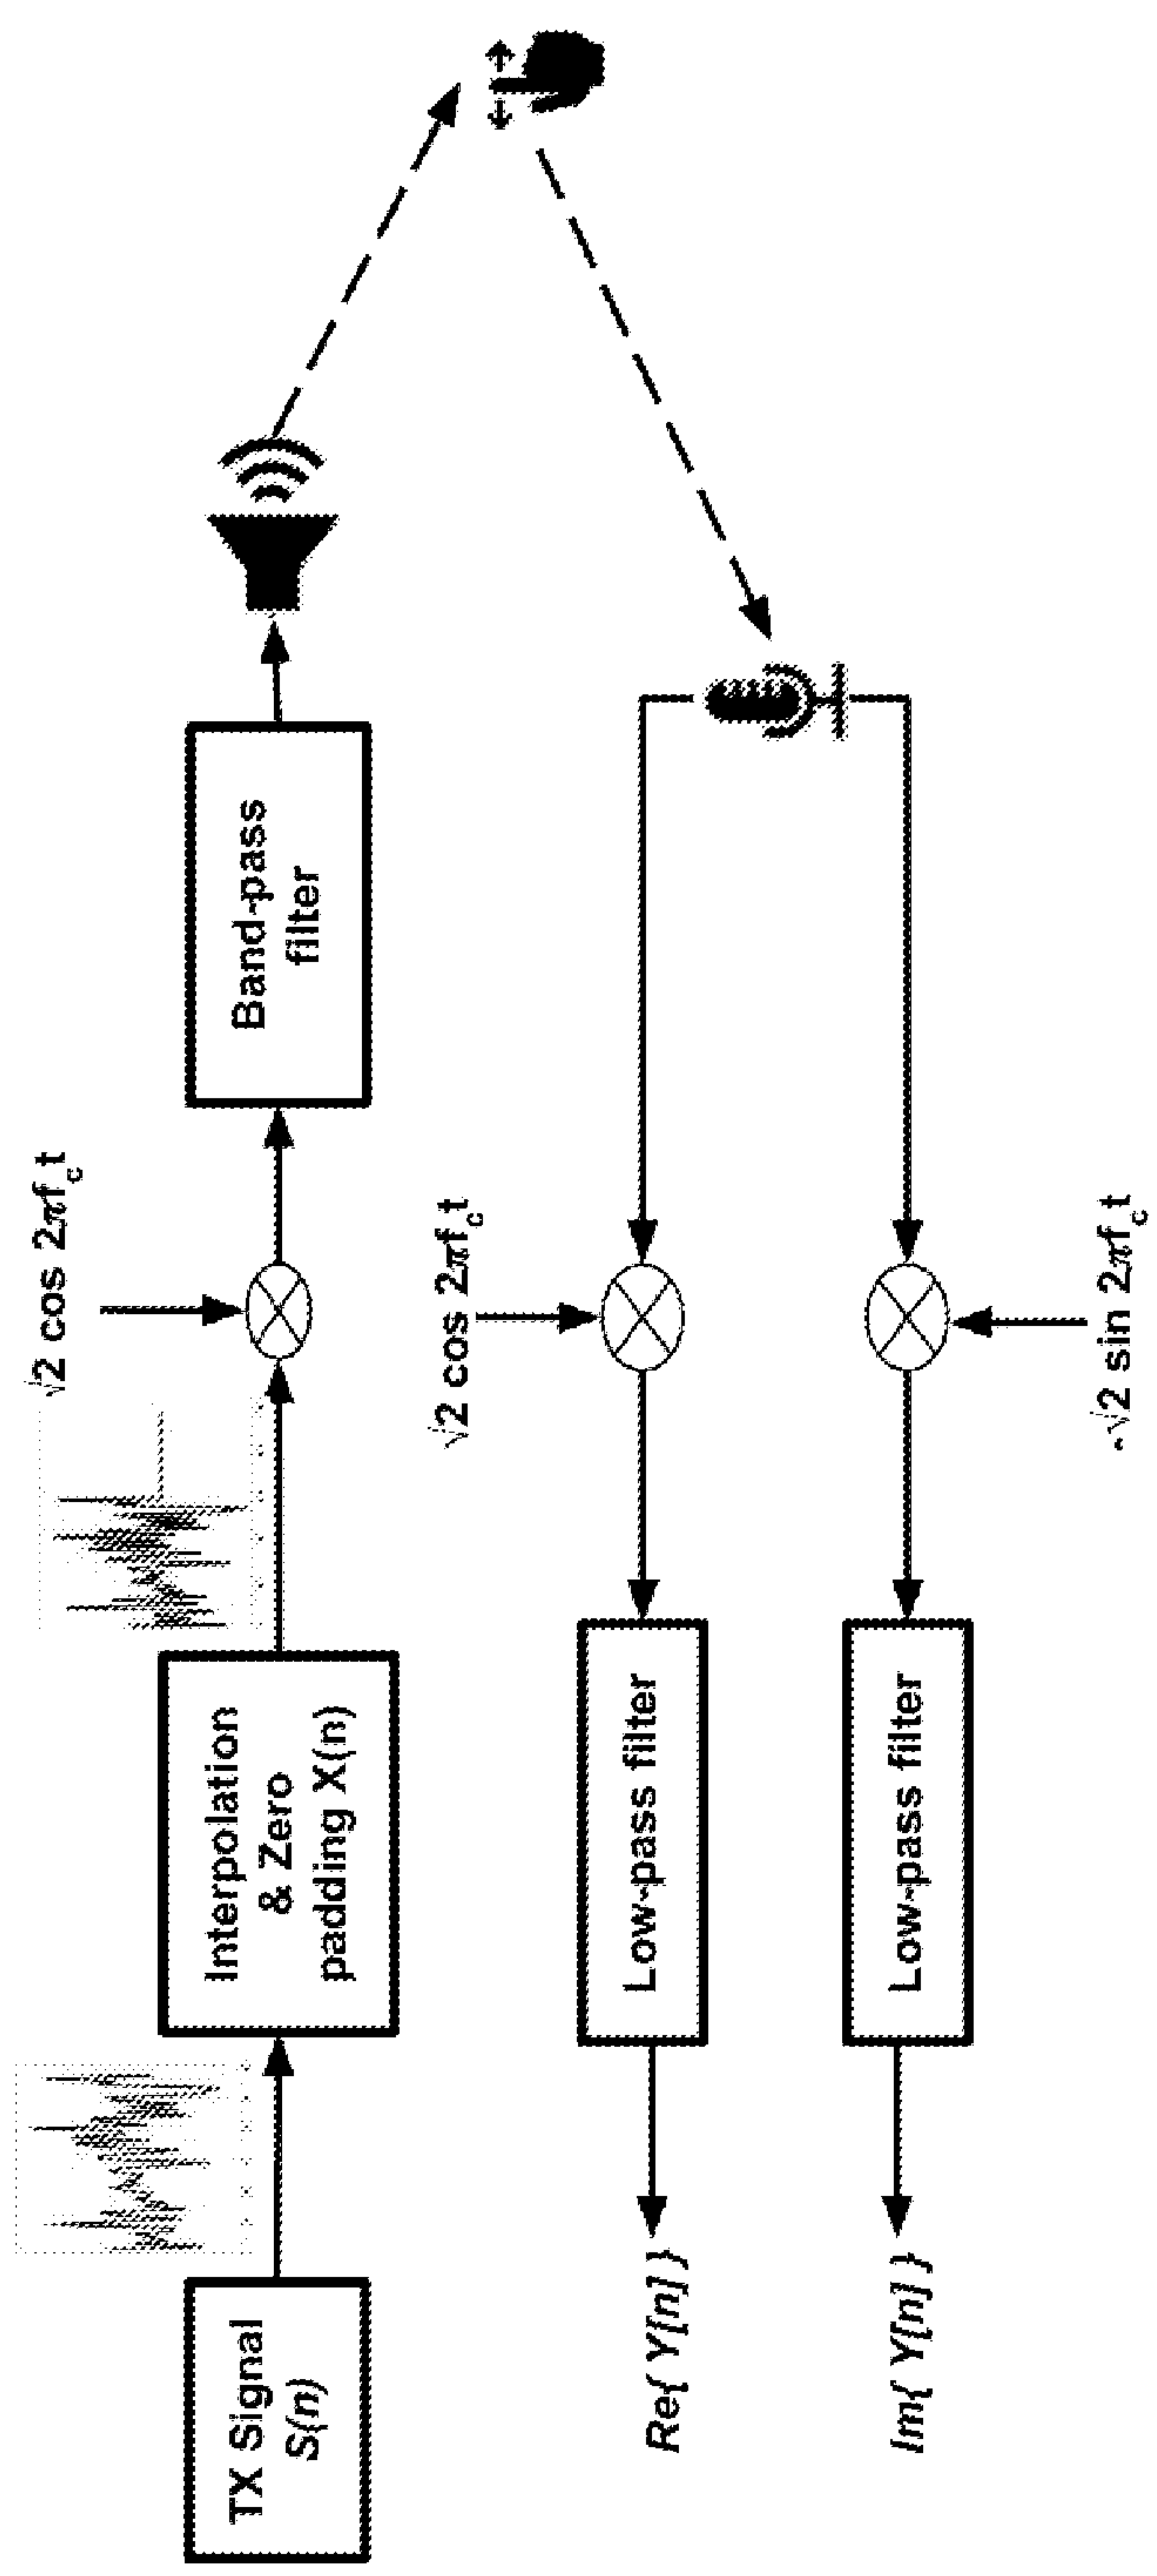 TX Signal
S(n)
Interpolation
& Zero
padding X(n)
√2 cos 2πf_c t
Band-pass
filter
Re{ Y[n] }
Low-pass filter
√2 cos 2πf_c t
Im{ Y[n] }
Low-pass filter
-√2 sin 2πf_c t